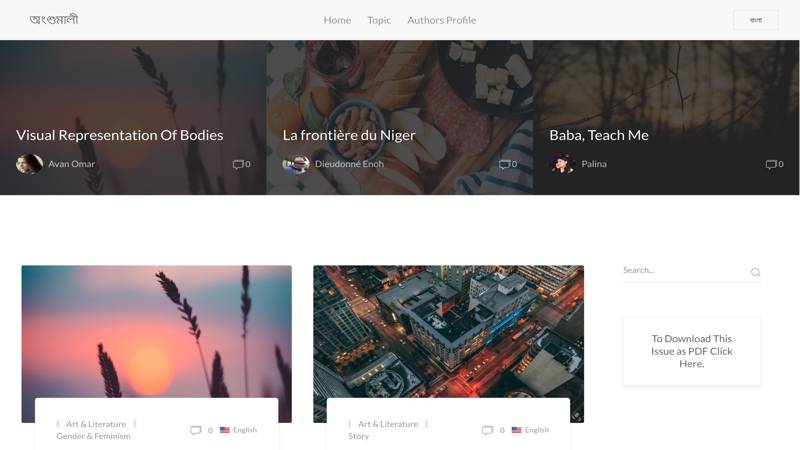 অংশুমালী
Home Topic Authors Profile
বাংলা
Visual Representation Of Bodies
Avan Omar 0
La frontière du Niger
Dieudonné Enoh 0
Baba, Teach Me
Palina 0
Search...
To Download This
Issue as PDF Click
Here.
Art & Literature
Gender & Feminism
0 English
Art & Literature
Story
0 English